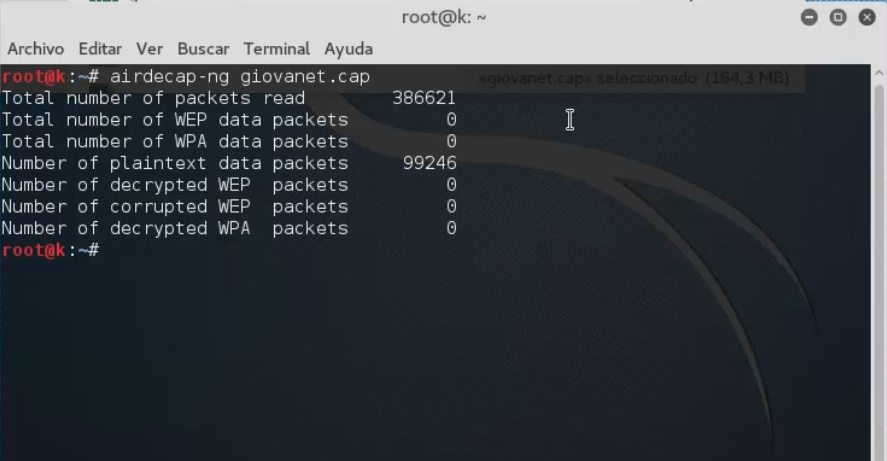 root@k: ~
Archivo Editar Ver Buscar Terminal Ayuda
root@k:~# airdecap-ng giovanet.cap
«giovanet.cap» seleccionado (164,3 MB)
Total number of packets read 386621
Total number of WEP data packets 0
Total number of WPA data packets 0
Number of plaintext data packets 99246
Number of decrypted WEP packets 0
Number of corrupted WEP packets 0
Number of decrypted WPA packets 0
root@k:~#